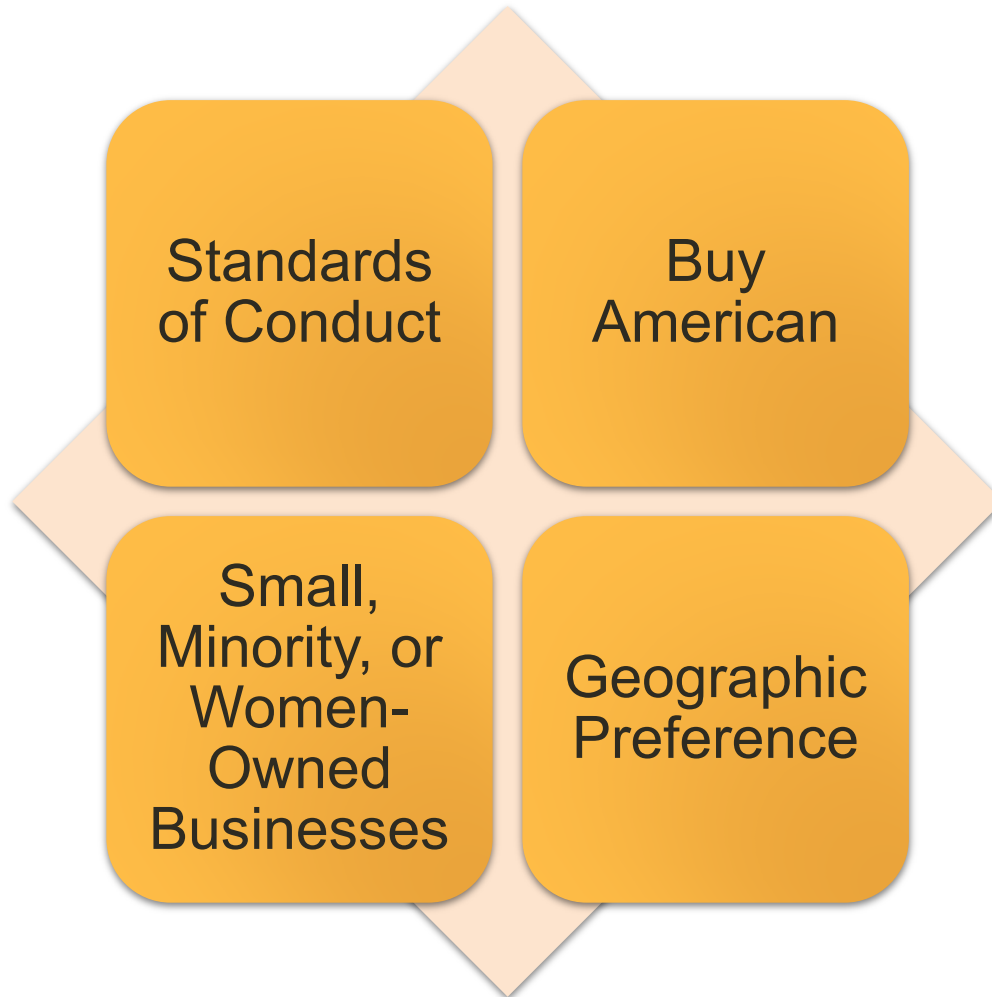 Standards
of Conduct
Buy
American
Small,
Minority, or
Women-
Owned
Businesses
Geographic
Preference